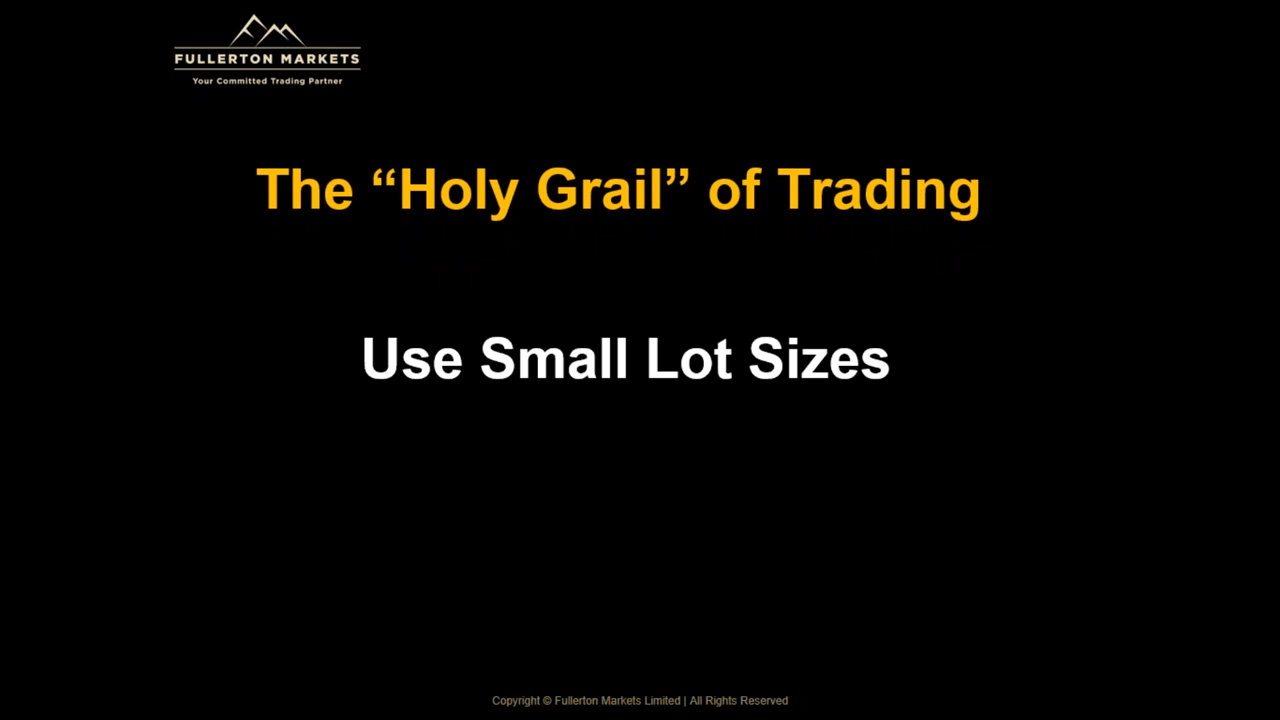 FULLERTON MARKETS
Your Committed Trading Partner
The “Holy Grail” of Trading
Use Small Lot Sizes
Copyright © Fullerton Markets Limited | All Rights Reserved